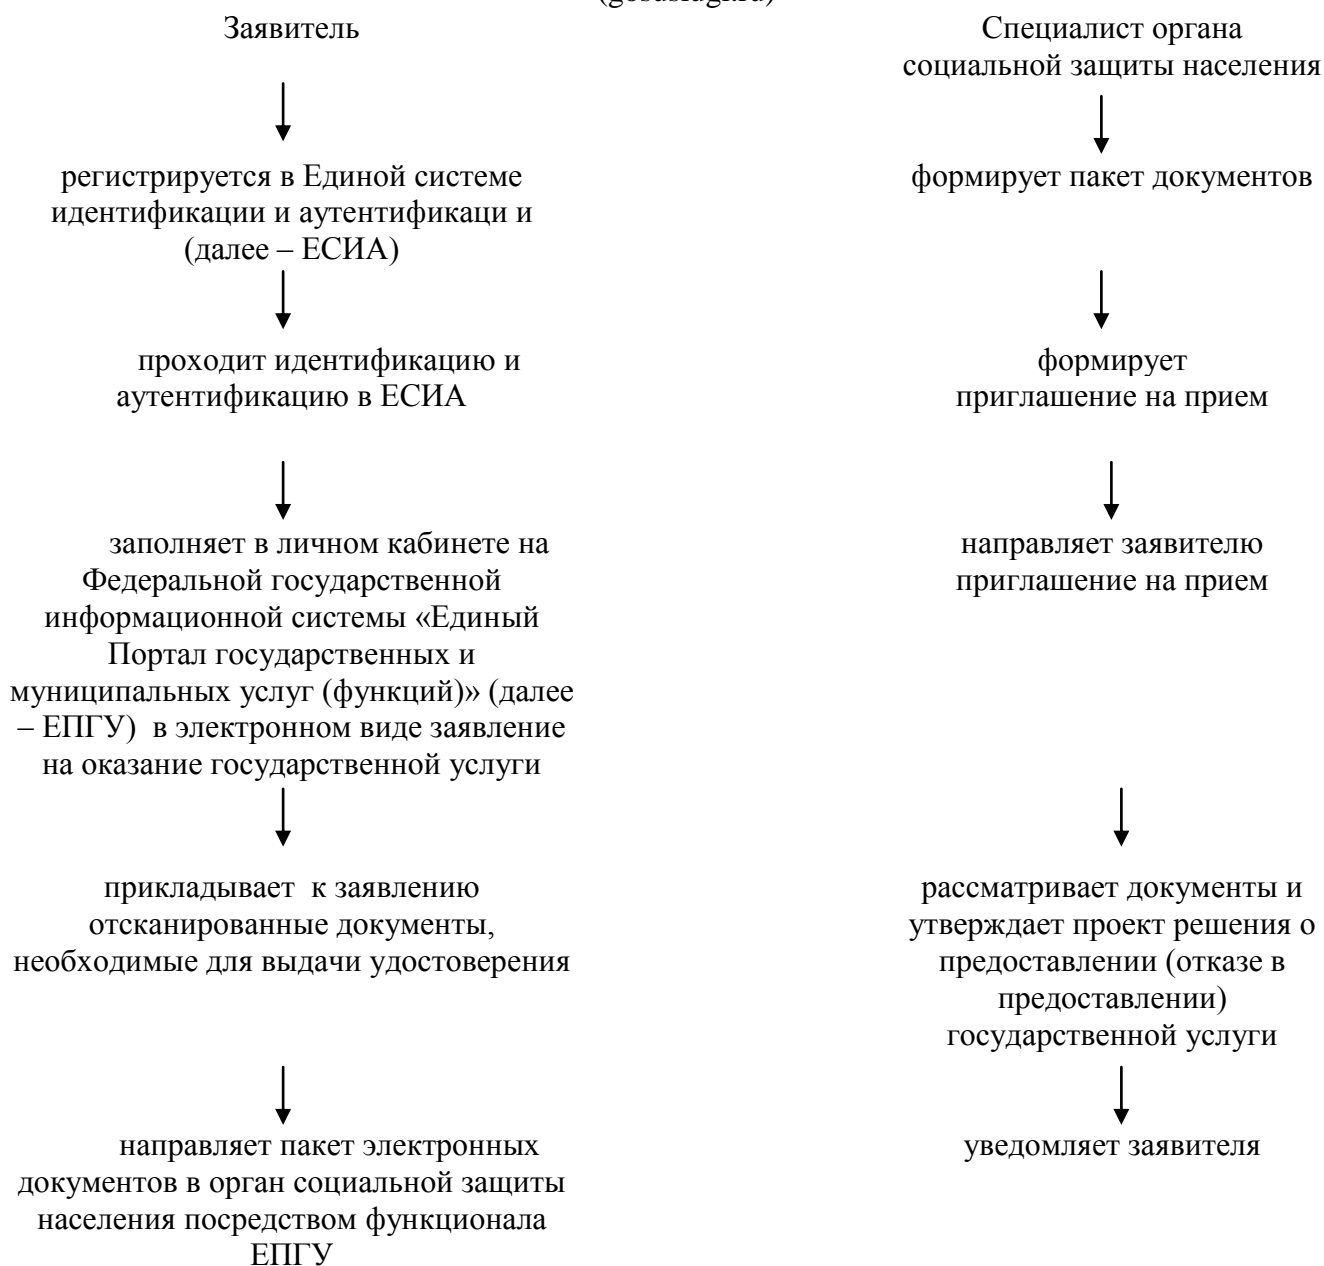 Заявитель
регистрируется в Единой системе
идентификации и аутентификаци и
(далее – ЕСИА)
проходит идентификацию и
аутентификацию в ЕСИА
заполняет в личном кабинете на
Федеральной государственной
информационной системы «Единый
Портал государственных и
муниципальных услуг (функций)» (далее
– ЕПГУ) в электронном виде заявление
на оказание государственной услуги
прикладывает к заявлению
отсканированные документы,
необходимые для выдачи удостоверения
направляет пакет электронных
документов в орган социальной защиты
населения посредством функционала
ЕПГУ
Специалист органа
социальной защиты населения
формирует пакет документов
формирует
приглашение на прием
направляет заявителю
приглашение на прием
рассматривает документы и
утверждает проект решения о
предоставлении (отказе в
предоставлении)
государственной услуги
уведомляет заявителя